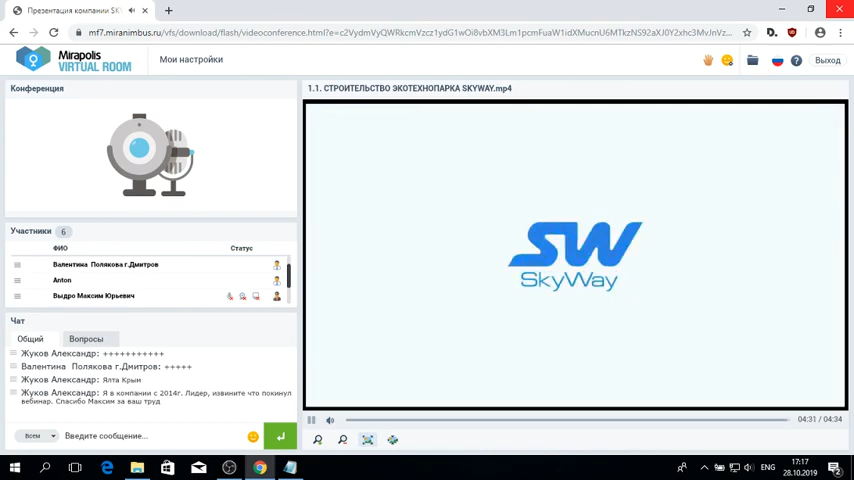 Презентация компании S
mf7.miranimbus.ru/vfs/download/flash/videoconference.html?e=
Mirapolis
VIRTUAL ROOM
Мои настройки
Выход
Конференция
1.1. СТРОИТЕЛЬСТВО ЭКОТЕХНОПАРКА SKYWAY.mp4
SW
SkyWay
Участники 6
ФИО Статус
Валентина Полякова г.Дмитров
Anton
Выдро Максим Юрьевич
Чат
Общий Вопросы
Жуков Александр: +++++++++++
Валентина Полякова г.Дмитров: +++++
Жуков Александр: Ялта Крым
Жуков Александр: Я в компании с 2014г. Лидер, извините что покинул
вебинар. Спасибо Максим за ваш труд
Всем Введите сообщение...
04:31 / 04:34
ENG
17:17
28.10.2019
2